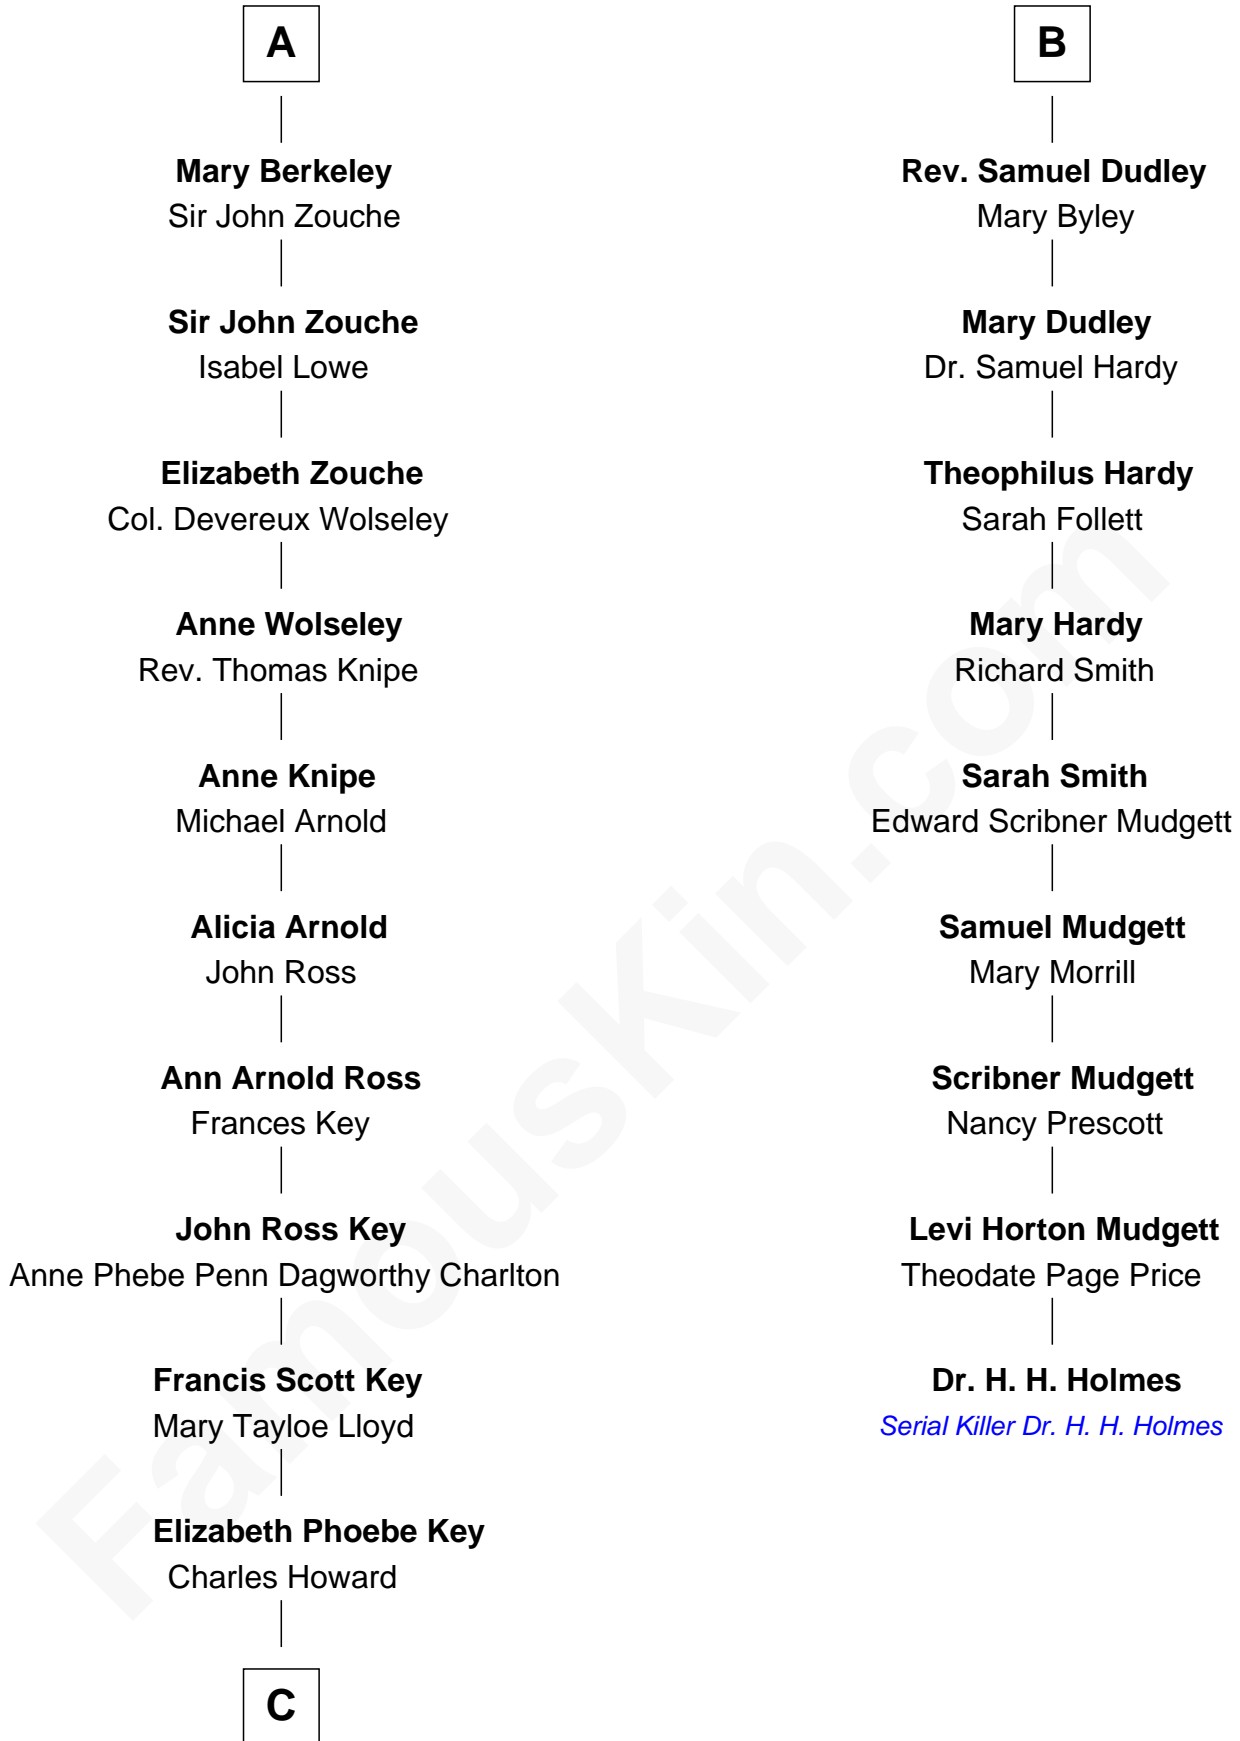 A
Mary Berkeley
Sir John Zouche
Sir John Zouche
Isabel Lowe
Elizabeth Zouche
Col. Devereux Wolseley
Anne Wolseley
Rev. Thomas Knipe
Anne Knipe
Michael Arnold
Alicia Arnold
John Ross
Ann Arnold Ross
Frances Key
John Ross Key
Anne Phebe Penn Dagworthy Charlton
Francis Scott Key
Mary Tayloe Lloyd
Elizabeth Phoebe Key
Charles Howard
C
B
Rev. Samuel Dudley
Mary Byley
Mary Dudley
Dr. Samuel Hardy
Theophilus Hardy
Sarah Follett
Mary Hardy
Richard Smith
Sarah Smith
Edward Scribner Mudgett
Samuel Mudgett
Mary Morrill
Scribner Mudgett
Nancy Prescott
Levi Horton Mudgett
Theodate Page Price
Dr. H. H. Holmes
Serial Killer Dr. H. H. Holmes
FamousKin.com